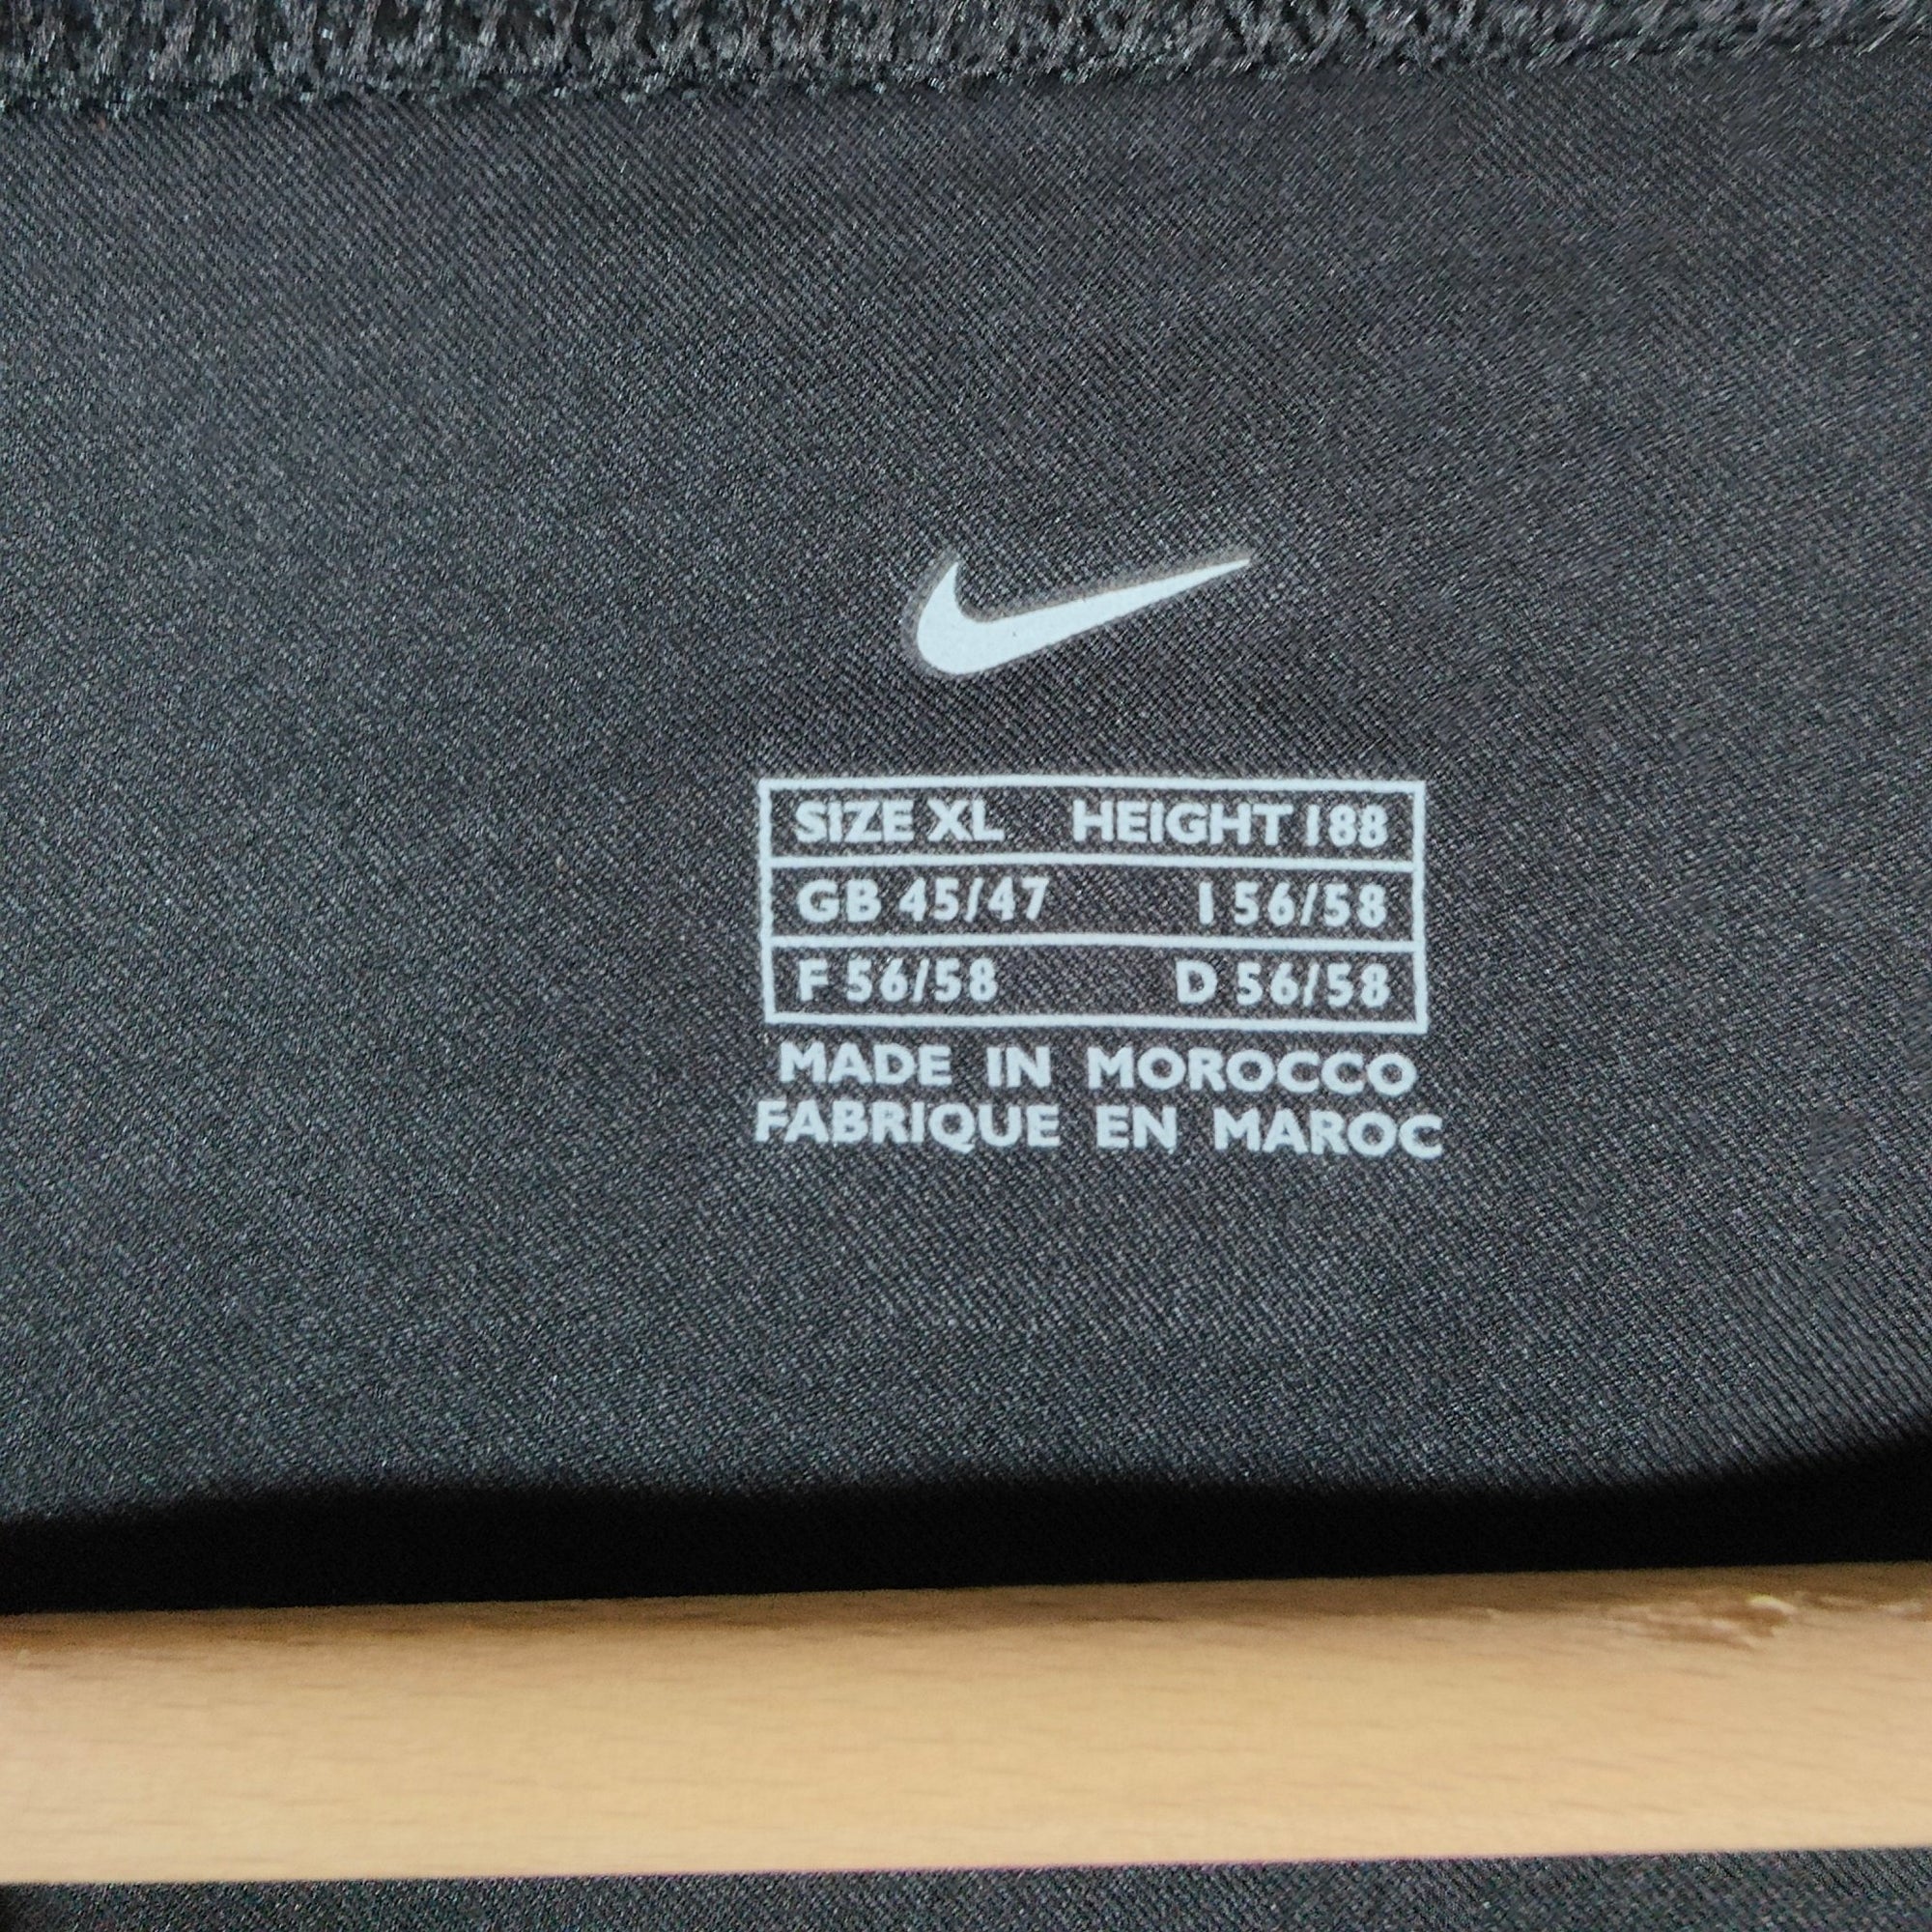 SIZE XL HEIGHT 188
GB 45/47 I 56/58
F 56/58 D 56/58
MADE IN MOROCCO
FABRIQUE EN MAROC